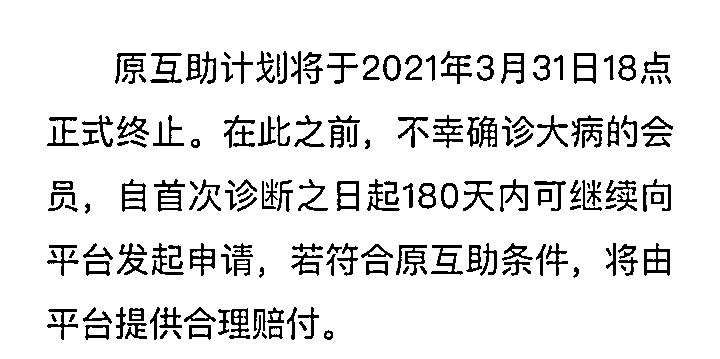 原互助计划将于2021年3月31日18点
正式终止。在此之前，不幸确诊大病的会
员，自首次诊断之日起180天内可继续向
平台发起申请，若符合原互助条件，将由
平台提供合理赔付。